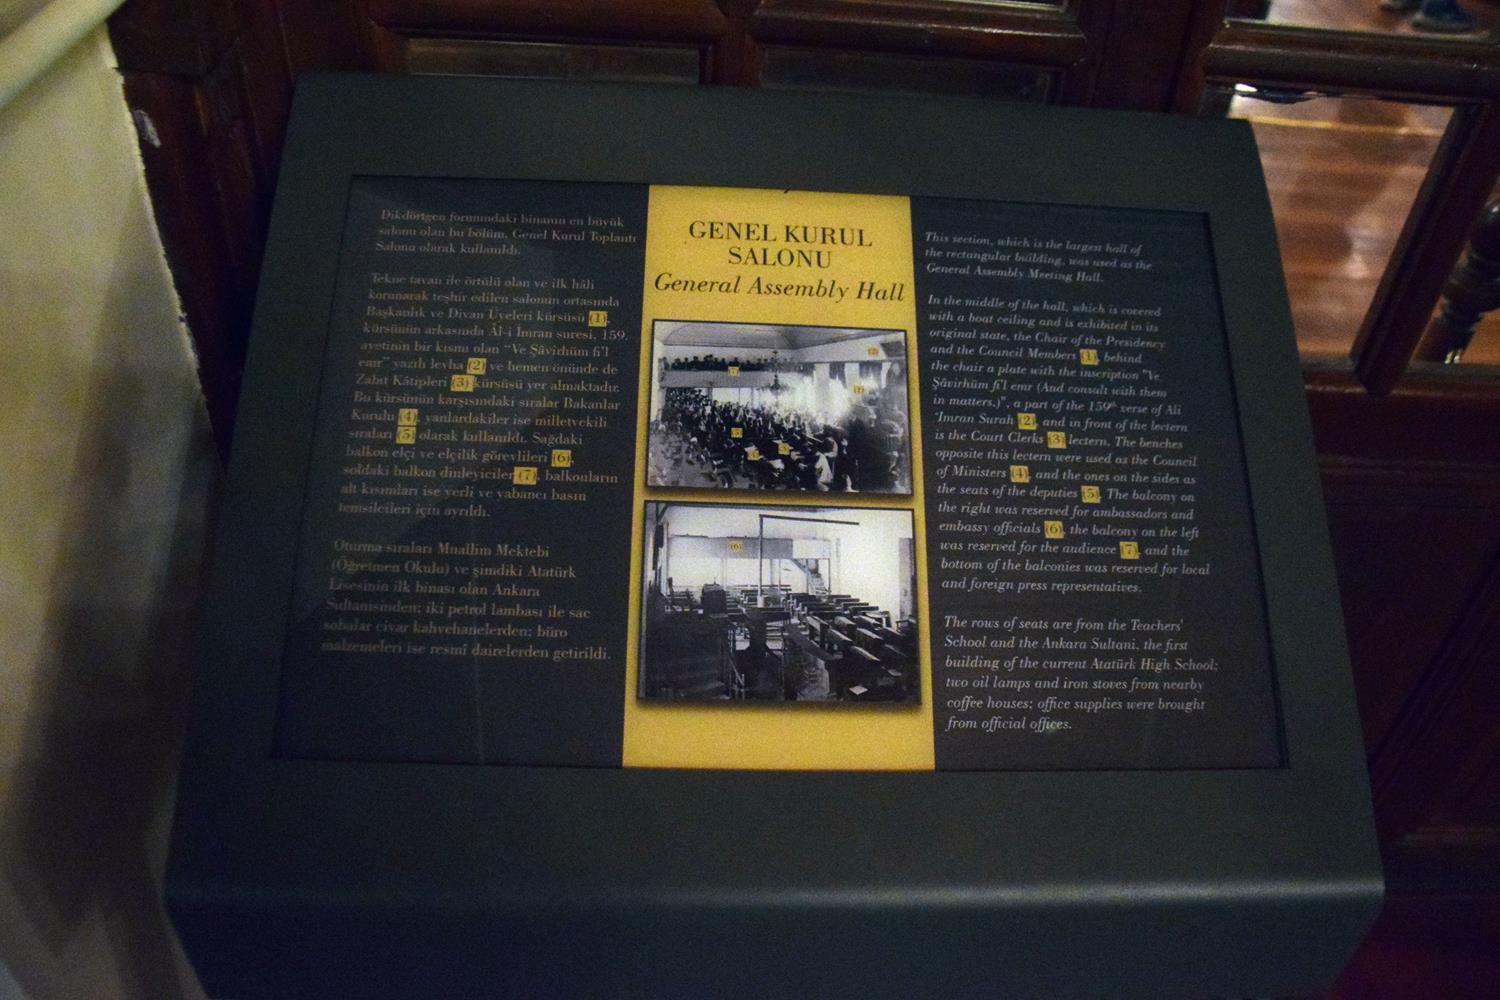 Dikdörtgen formundaki binanın en büyük
salonu olan bu bölüm, Genel Kurul Toplantı
Salonu olarak kullanıldı.
Tekne tavan ile örtülü olan ve ilk hâli
korunarak teşhir edilen salonun ortasında
Başkanlık ve Divan Üyeleri kürsüsü (1),
kürsünün arkasında Âl-i İmran suresi, 159.
ayetinin bir kısmı olan "Ve Şâvirhüm fi'l
emr" yazılı levha (2) ve hemen önünde de
Zabıt Kâtipleri (3) kürsüsü yer almaktadır.
Bu kürsünün karşısındaki sıralar Bakanlar
Kurulu (4), yanlardakiler ise milletvekili
sıraları (5) olarak kullanıldı. Sağdaki
balkon elçi ve elçilik görevlileri (6),
soldaki balkon dinleyiciler (7), balkonların
alt kısımları ise yerli ve yabancı basın
temsilcileri için ayrıldı.
Oturma sıraları Muallim Mektebi
(Öğretmen Okulu) ve şimdiki Atatürk
Lisesinin ilk binası olan Ankara
Sultanisinden; iki petrol lambası ile sac
sobalar civar kahvehanelerden; büro
malzemeleri ise resmî dairelerden getirildi.
GENEL KURUL
SALONU
General Assembly Hall
(7)
(2)
(1)
(5)
(4)
(3)
(6)
This section, which is the largest hall of
the rectangular building, was used as the
General Assembly Meeting Hall.
In the middle of the hall, which is covered
with a boat ceiling and is exhibited in its
original state, the Chair of the Presidency
and the Council Members (1), behind
the chair a plate with the inscription "Ve
Şâvirhüm fi'l emr (And consult with them
in matters.)", a part of the 159th verse of Ali
'Imran Surah (2), and in front of the lectern
is the Court Clerks (3) lectern. The benches
opposite this lectern were used as the Council
of Ministers (4), and the ones on the sides as
the seats of the deputies (5). The balcony on
the right was reserved for ambassadors and
embassy officials (6), the balcony on the left
was reserved for the audience (7), and the
bottom of the balconies was reserved for local
and foreign press representatives.
The rows of seats are from the Teachers'
School and the Ankara Sultani, the first
building of the current Atatürk High School;
two oil lamps and iron stoves from nearby
coffee houses; office supplies were brought
from official offices.